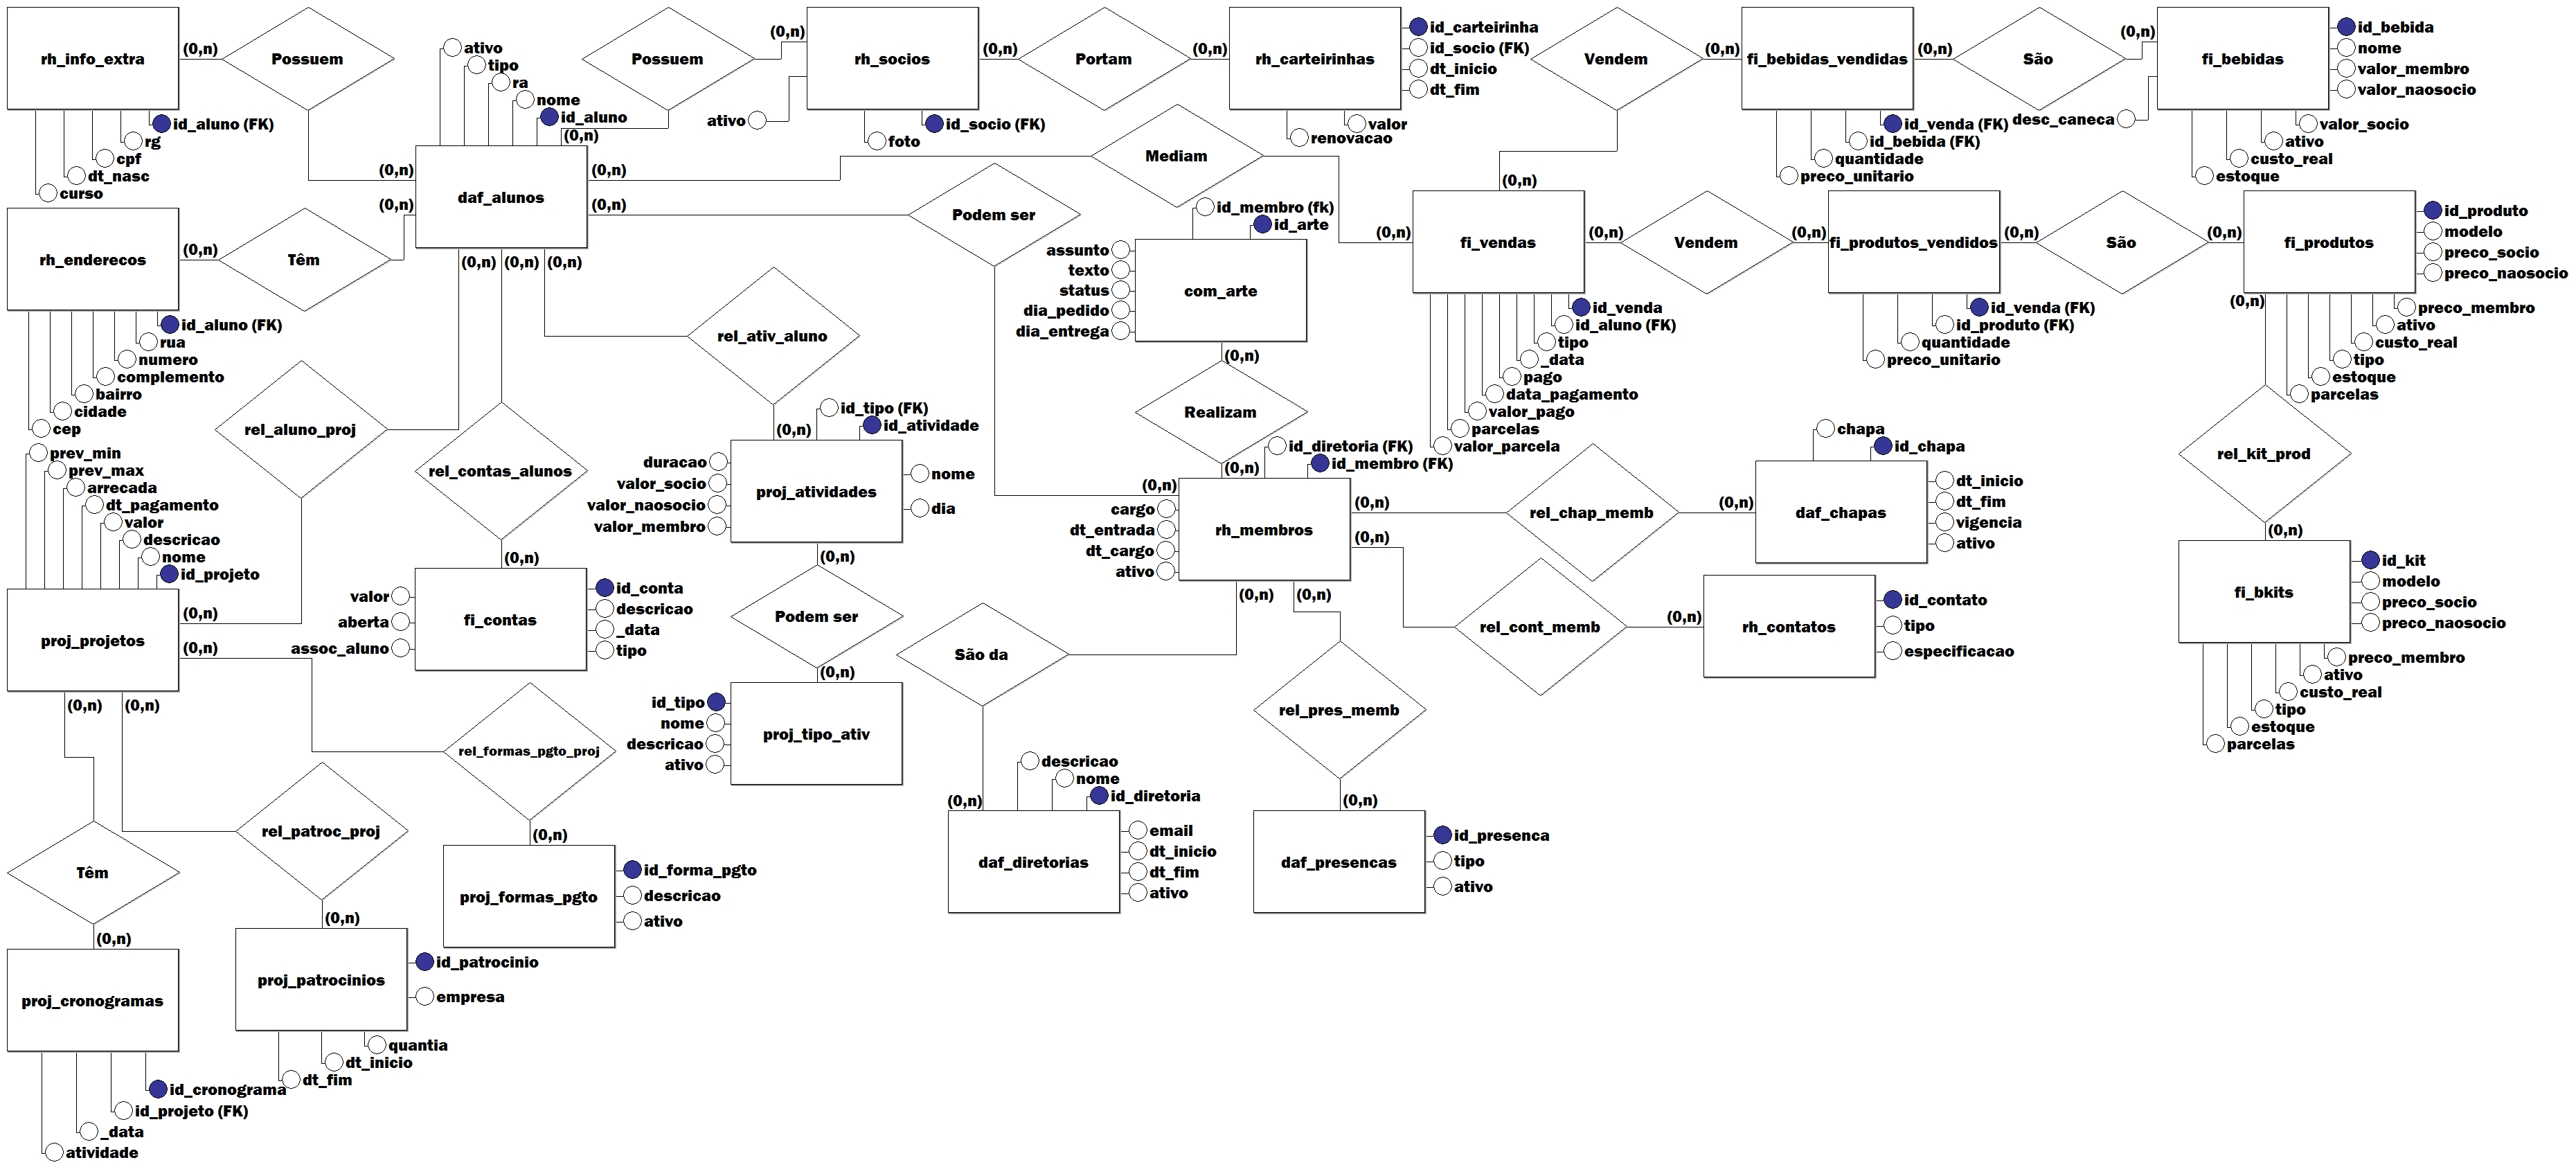 rh_info_extra
(0,n)
Possuem
id_aluno (FK)
rg
cpf
dt_nasc
curso
ativo
tipo
ra
nome
id_aluno
(0,n)
Possuem
(0,n)
rh_socios
ativo
foto
id_socio (FK)
(0,n)
Portam
(0,n)
rh_carteirinhas
id_carteirinha
id_socio (FK)
dt_inicio
dt_fim
valor
renovacao
Vendem
(0,n)
fi_bebidas_vendidas
id_venda (FK)
id_bebida (FK)
quantidade
preco_unitario
(0,n)
São
(0,n)
fi_bebidas
id_bebida
nome
valor_membro
valor_naosocio
desc_caneca
valor_socio
ativo
custo_real
estoque
(0,n)
(0,n)
daf_alunos
(0,n)
(0,n)
Mediam
Podem ser
(0,n)
(0,n)
(0,n)
rh_enderecos
(0,n)
Têm
id_aluno (FK)
rua
numero
complemento
bairro
cidade
cep
id_membro (fk)
id_arte
assunto
texto
status
dia_pedido
dia_entrega
com_arte
(0,n)
Realizam
(0,n)
(0,n)
(0,n)
fi_vendas
id_venda
id_aluno (FK)
tipo
_data
pago
data_pagamento
valor_pago
parcelas
valor_parcela
(0,n)
Vendem
(0,n)
fi_produtos_vendidos
id_venda (FK)
id_produto (FK)
quantidade
preco_unitario
(0,n)
São
(0,n)
fi_produtos
id_produto
modelo
preco_socio
preco_naosocio
(0,n)
preco_membro
ativo
custo_real
tipo
estoque
parcelas
rel_kit_prod
(0,n)
fi_bkits
id_kit
modelo
preco_socio
preco_naosocio
preco_membro
ativo
custo_real
tipo
estoque
parcelas
rel_aluno_proj
rel_contas_alunos
rel_ativ_aluno
(0,n)
id_tipo (FK)
id_atividade
duracao
valor_socio
valor_naosocio
valor_membro
proj_atividades
nome
dia
(0,n)
Podem ser
(0,n)
id_tipo
nome
descricao
ativo
proj_tipo_ativ
id_diretoria (FK)
id_membro (FK)
(0,n)
cargo
dt_entrada
dt_cargo
ativo
rh_membros
(0,n)
rel_chap_memb
(0,n)
chapa
id_chapa
daf_chapas
dt_inicio
dt_fim
vigencia
ativo
(0,n)
rel_cont_memb
(0,n)
rh_contatos
id_contato
tipo
especificacao
(0,n)
(0,n)
São da
rel_pres_memb
prev_min
prev_max
arrecada
dt_pagamento
valor
descricao
nome
id_projeto
proj_projetos
(0,n)
(0,n)
(0,n)
(0,n)
(0,n)
valor
aberta
assoc_aluno
fi_contas
id_conta
descricao
_data
tipo
rel_formas_pgto_proj
(0,n)
proj_formas_pgto
id_forma_pgto
descricao
ativo
descricao
nome
id_diretoria
(0,n)
daf_diretorias
email
dt_inicio
dt_fim
ativo
(0,n)
daf_presencas
id_presenca
tipo
ativo
rel_patroc_proj
(0,n)
proj_patrocinios
id_patrocinio
empresa
quantia
dt_inicio
dt_fim
Têm
(0,n)
proj_cronogramas
id_cronograma
id_projeto (FK)
_data
atividade